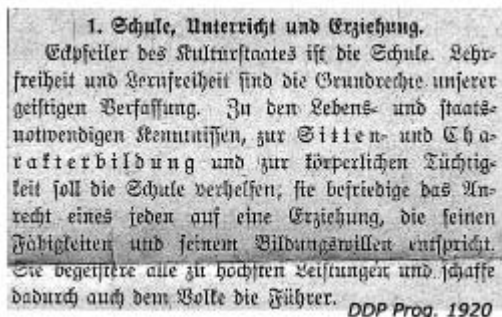 1. Schule, Unterricht und Erziehung.
Eckpfeiler des Kulturstaates ist die Schule. Lehr-
freiheit und Lernfreiheit sind die Grundrechte unserer
geistigen Verfassung. Zu den Lebens- und staats-
notwendigen Kenntnissen, zur Sitten- und Cha-
rakterbildung und zur körperlichen Tüchtig-
keit soll die Schule verhelfen; sie befriedige das An-
recht eines jeden auf eine Erziehung, die seinen
Fähigkeiten und seinem Bildungswillen entspricht.
Sie begeistere alle zu höchsten Leistungen und schaffe
dadurch auch dem Volke die Führer.
DDP Prog. 1920